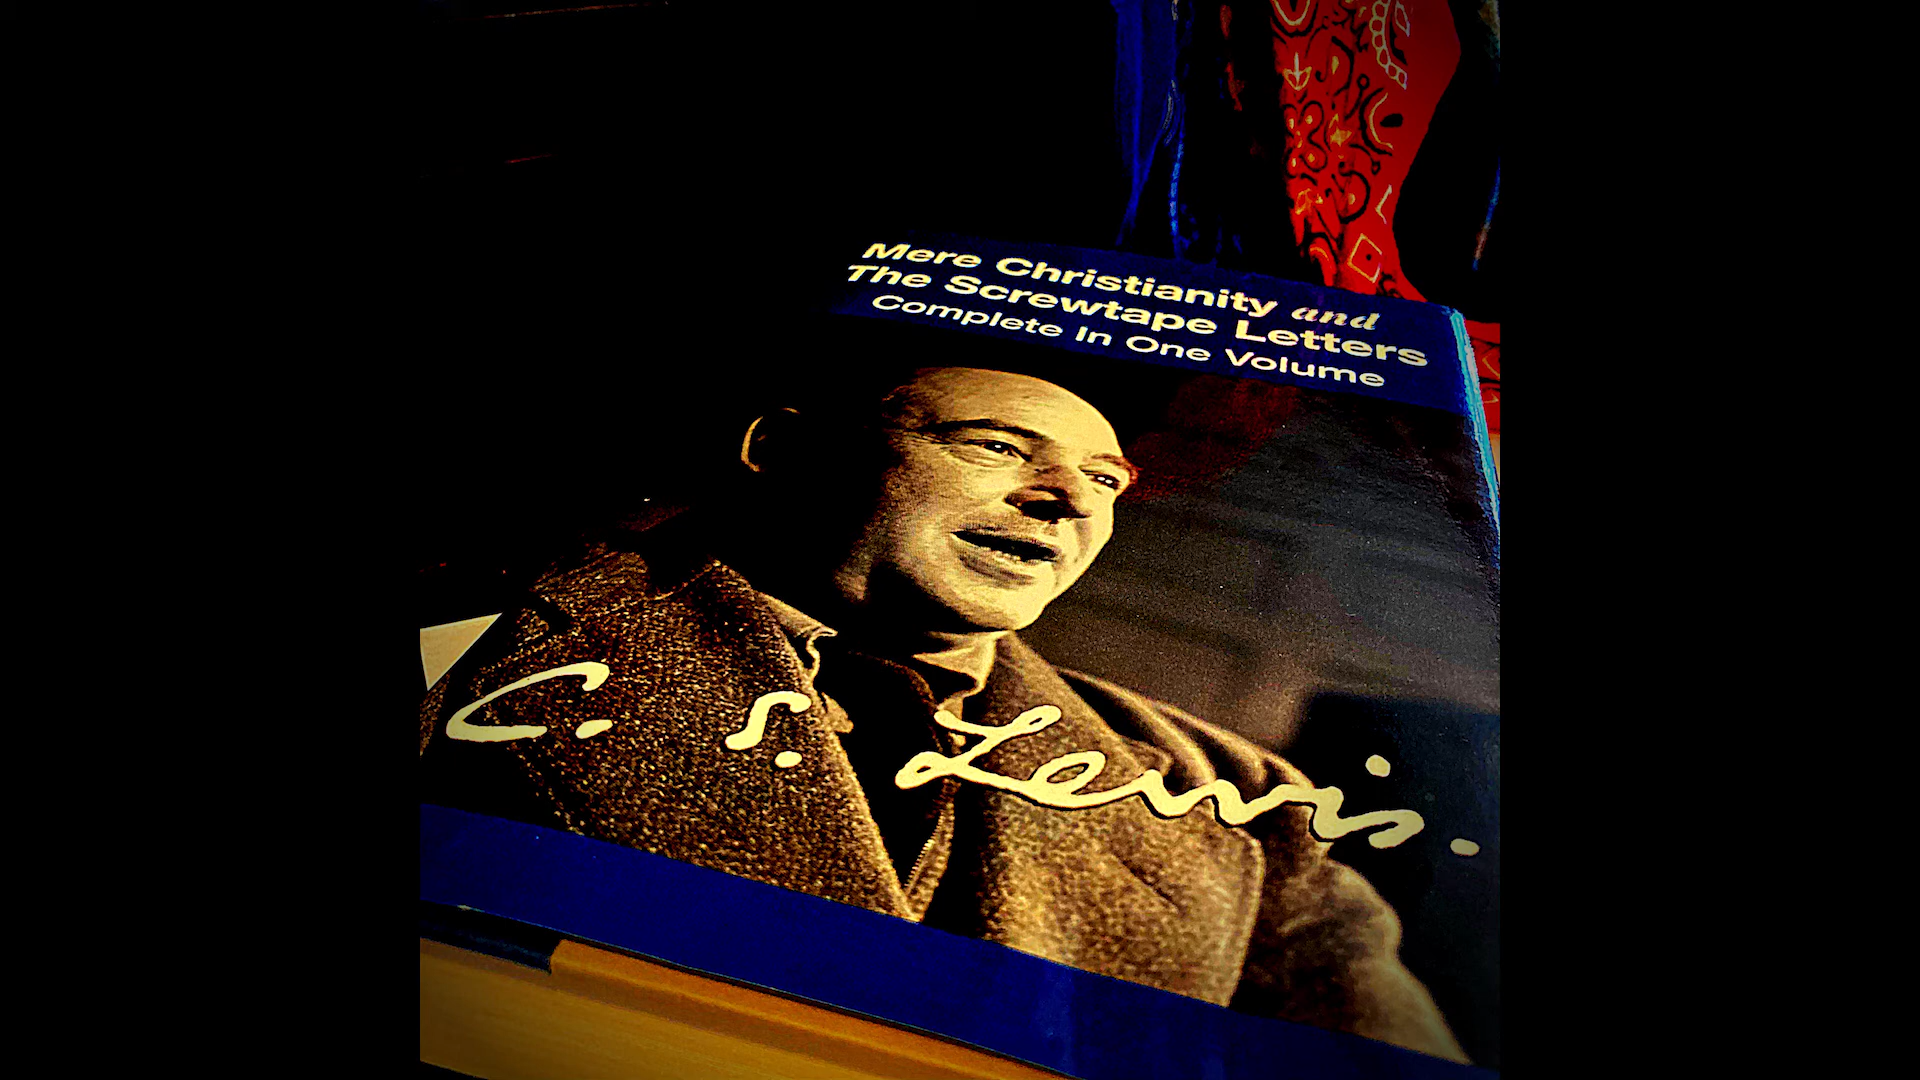 Mere Christianity and
The Screwtape Letters
Complete In One Volume
C. S. Lewis.